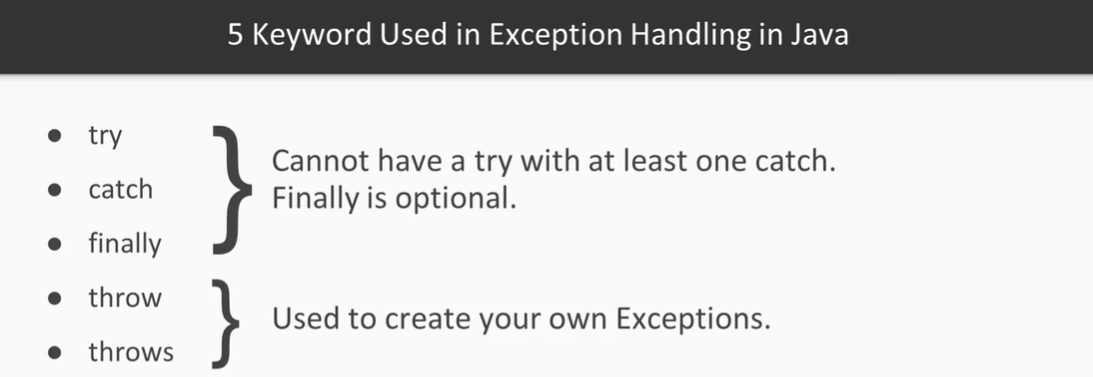 5 Keyword Used in Exception Handling in Java
● try
● catch
● finally
Cannot have a try with at least one catch.
Finally is optional.
● throw
● throws
Used to create your own Exceptions.